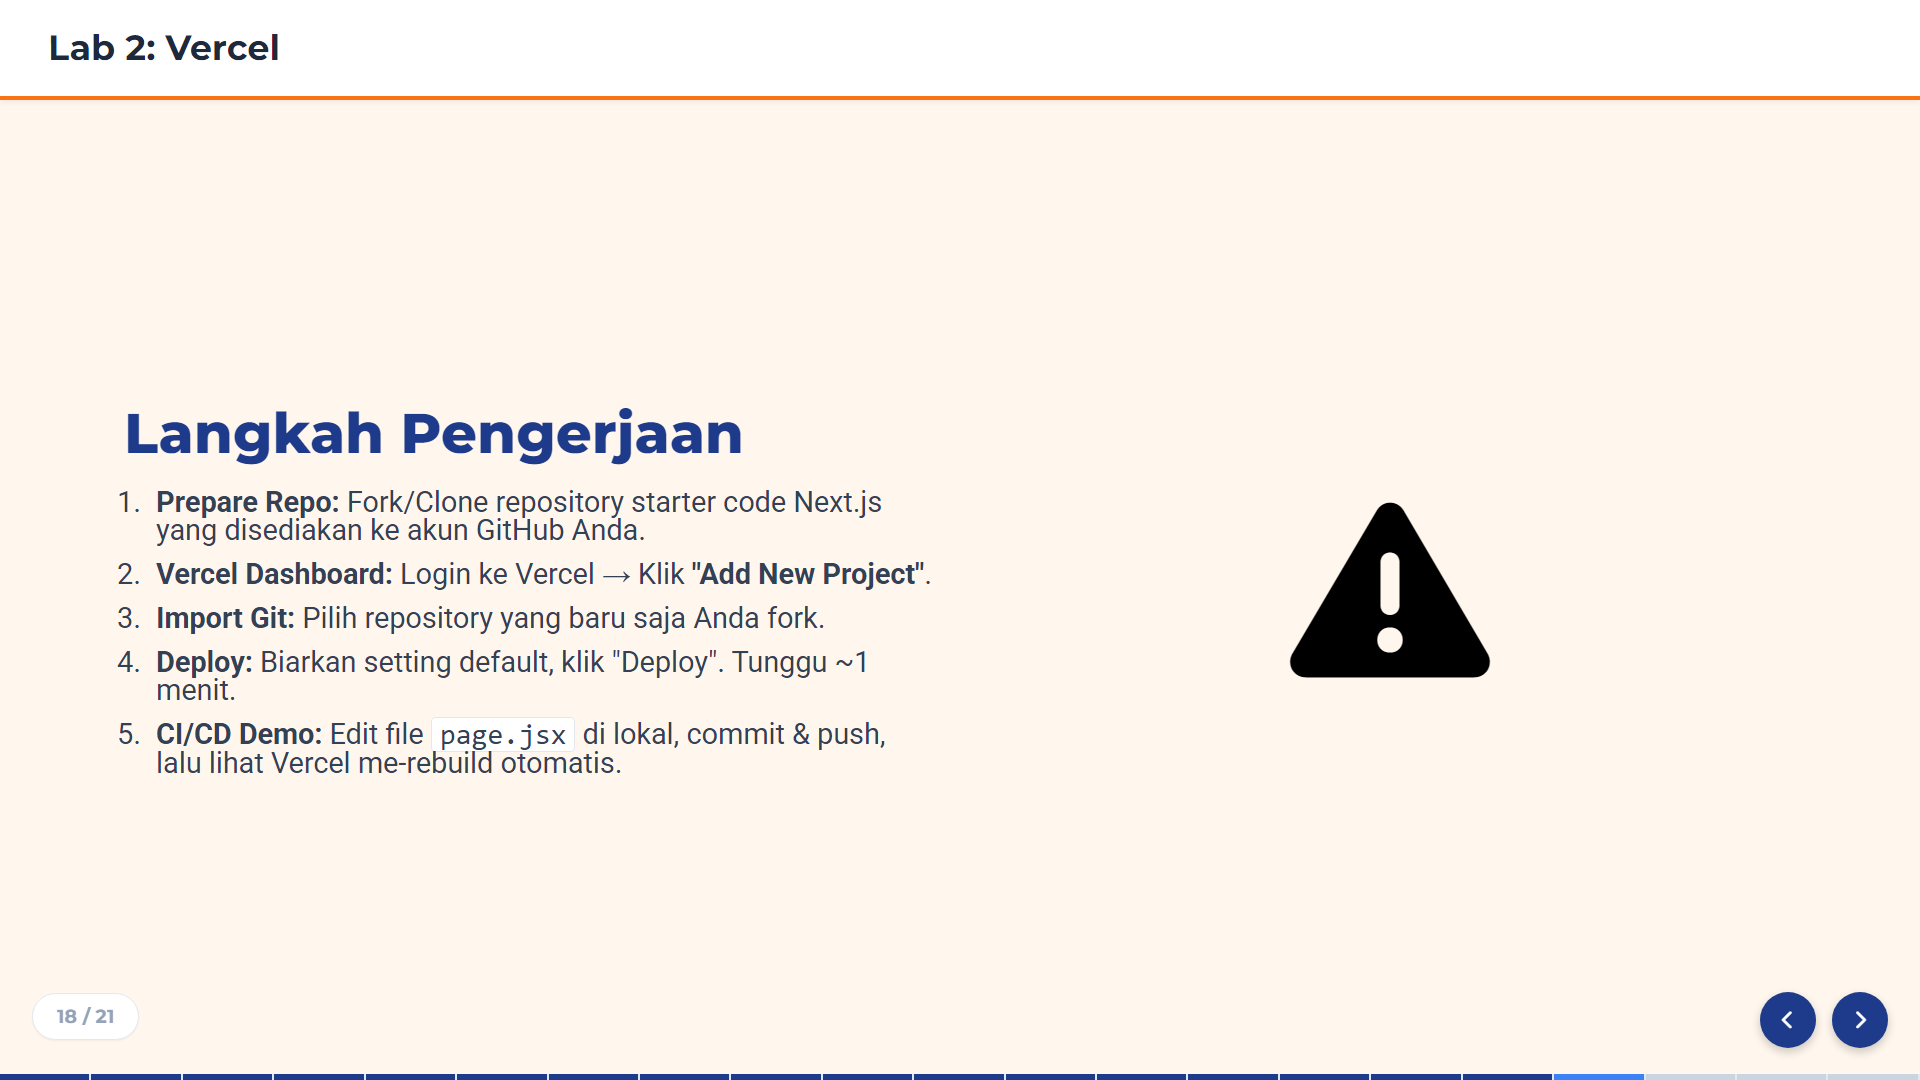 Lab 2: Vercel
Langkah Pengerjaan
1. Prepare Repo: Fork/Clone repository starter code Next.js
yang disediakan ke akun GitHub Anda.
2. Vercel Dashboard: Login ke Vercel → Klik "Add New Project".
3. Import Git: Pilih repository yang baru saja Anda fork.
4. Deploy: Biarkan setting default, klik "Deploy". Tunggu ~1
menit.
5. CI/CD Demo: Edit file page.jsx di lokal, commit & push,
lalu lihat Vercel me-rebuild otomatis.
18 / 21